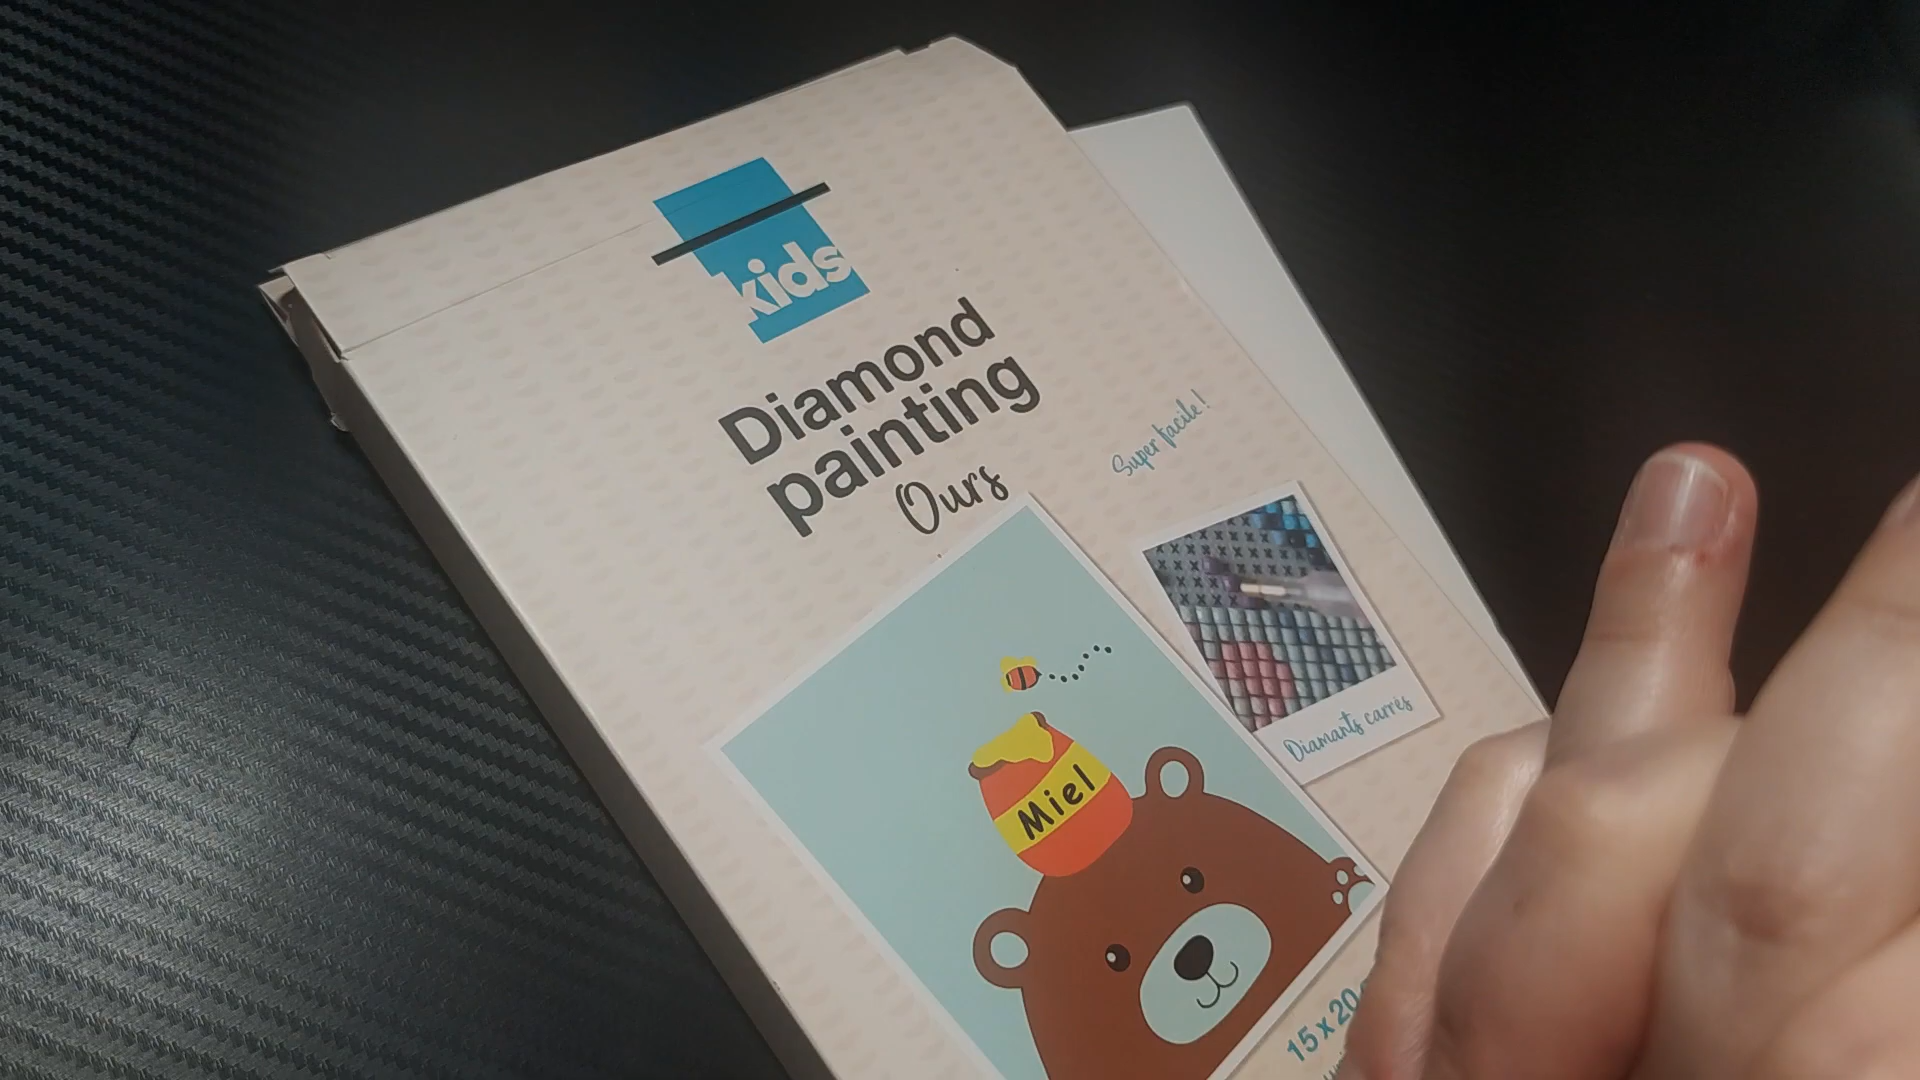 kids
Diamond
painting
Ours
Super facile !
Diamants carrés
Miel
15 x 20